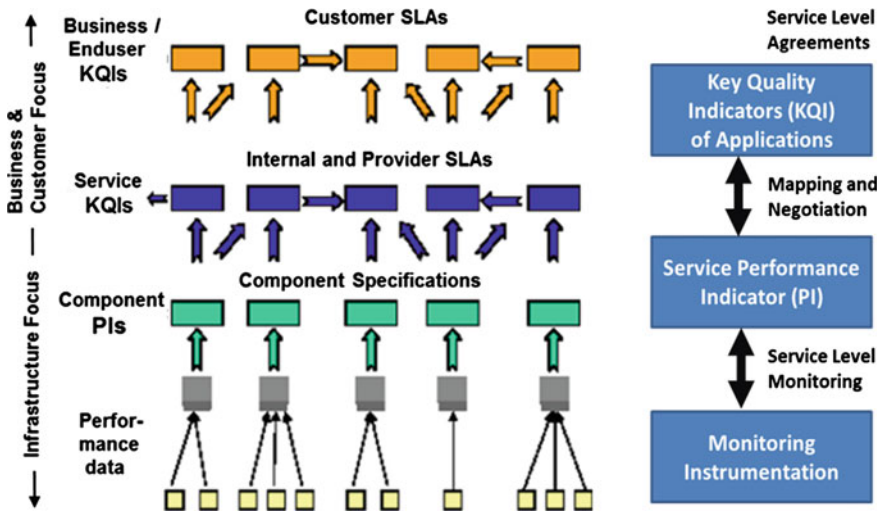 Customer SLAs
Business /
Enduser
KQIs
Internal and Provider SLAs
Service
KQIs
Component Specifications
Component
PIs
Perfor-
mance
data
Business &
Customer Focus
Infrastructure Focus
Service Level
Agreements
Key Quality
Indicators (KQI)
of Applications
Mapping and
Negotiation
Service Performance
Indicator (PI)
Service Level
Monitoring
Monitoring
Instrumentation